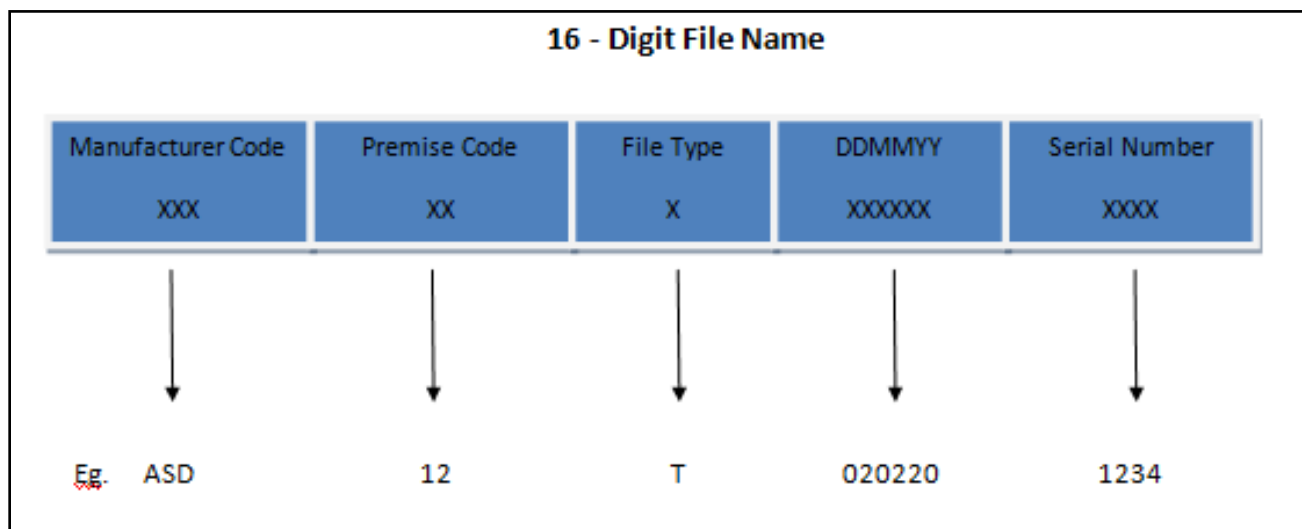 16 - Digit File Name
Manufacturer Code Premise Code File Type DDMMYY Serial Number
XXX XX X XXXXXX XXXX
Eg. ASD 12 T 020220 1234